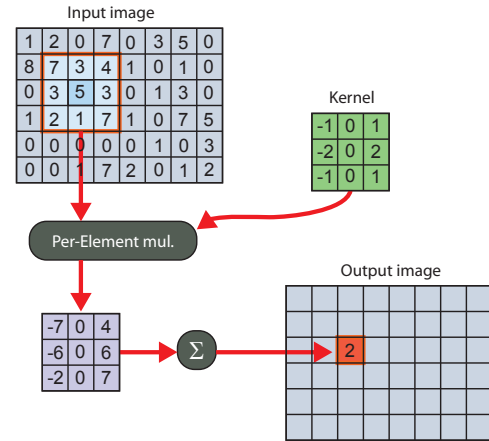 Input image
1 2 0 7 0 3 5 0
8 7 3 4 1 0 1 0
0 3 5 3 0 1 3 0
1 2 1 7 1 0 7 5
0 0 0 0 0 1 0 3
0 0 1 7 2 0 1 2
Kernel
-1 0 1
-2 0 2
-1 0 1
Per-Element mul.
-7 0 4
-6 0 6
-2 0 7
Σ
Output image
2